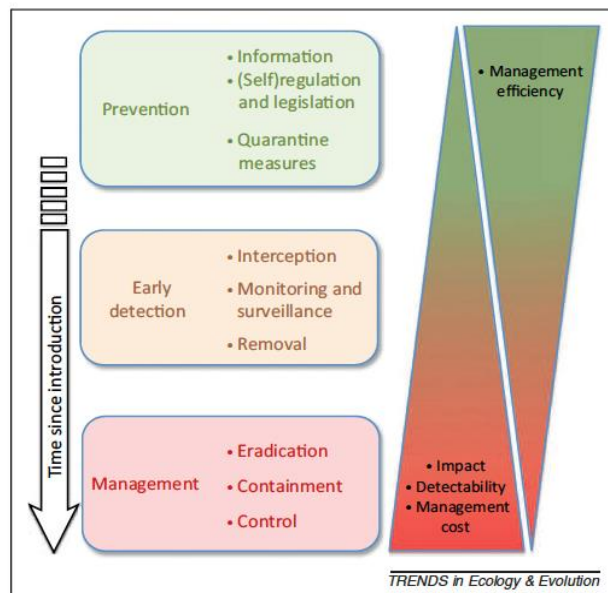 Prevention
• Information
• (Self)regulation
and legislation
• Quarantine
measures
Time since introduction
Early
detection
• Interception
• Monitoring and
surveillance
• Removal
Management
• Eradication
• Containment
• Control
• Management
efficiency
• Impact
• Detectability
• Management
cost
TRENDS in Ecology & Evolution